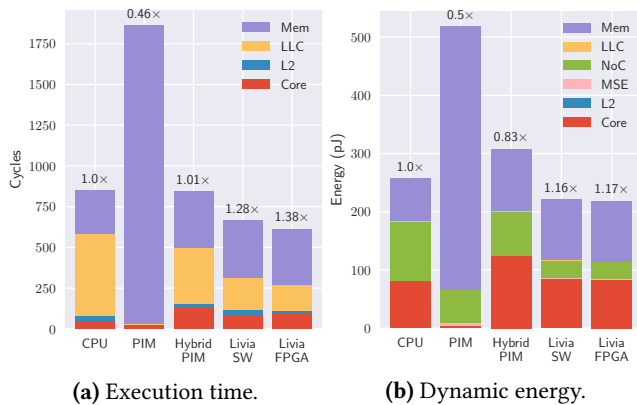 0.46×
1750
1500
1250
1000
750
500
250
0
Cycles
Mem
LLC
L2
Core
1.0×
1.01×
1.28×
1.38×
CPU
PIM
Hybrid
PIM
Livia
SW
Livia
FPGA
(a) Execution time.
0.5×
500
400
300
200
100
0
Energy (pJ)
Mem
LLC
NoC
MSE
L2
Core
1.0×
0.83×
1.16×
1.17×
CPU
PIM
Hybrid
PIM
Livia
SW
Livia
FPGA
(b) Dynamic energy.